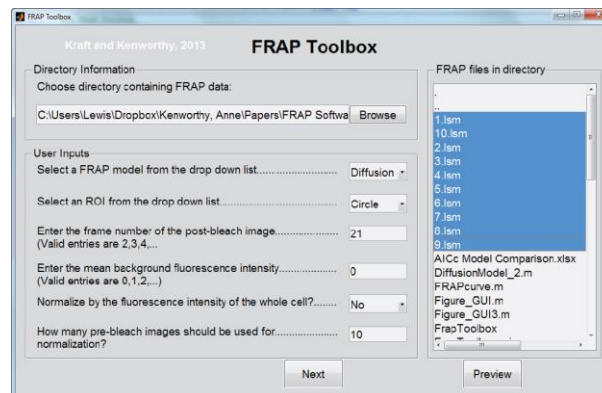 FRAP Toolbox
Kraft and Kenworthy, 2013
FRAP Toolbox
Directory Information
Choose directory containing FRAP data:
C:\Users\Lewis\Dropbox\Kenworthy, Anne\Papers\FRAP Softwa
Browse
User Inputs
Select a FRAP model from the drop down list
Diffusion
Select an ROI from the drop down list
Circle
Enter the frame number of the post-bleach image
(Valid entries are 2,3,4,...
21
Enter the mean background fluorescence intensity
(Valid entries are 0,1,2,...)
0
Normalize by the fluorescence intensity of the whole cell?
No
How many pre-bleach images should be used for
normalization?
10
Next
FRAP files in directory
.
..
1.lsm
10.lsm
2.lsm
3.lsm
4.lsm
5.lsm
6.lsm
7.lsm
8.lsm
9.lsm
AICc Model Comparison.xlsx
DiffusionModel_2.m
FRAPcurve.m
Figure_GUI.m
Figure_GUI3.m
FrapToolbox
Preview